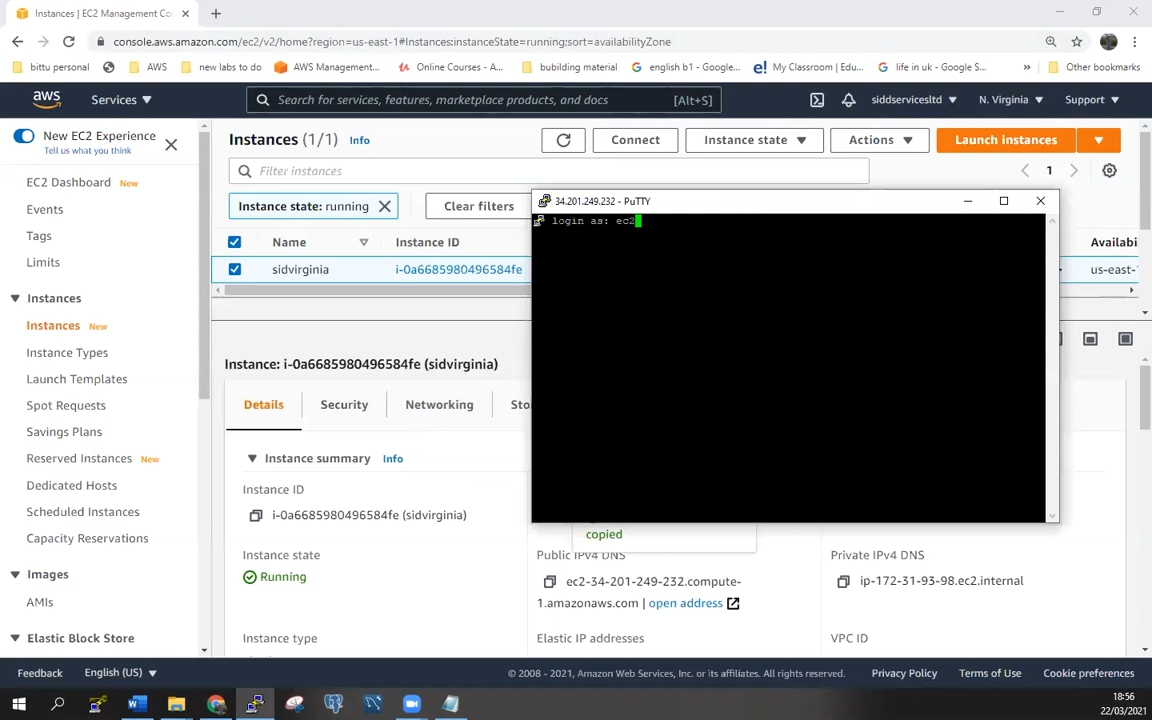 Instances | EC2 Management Co
console.aws.amazon.com/ec2/v2/home?region=us-east-1#Instances:instanceState=running;sort=availabilityZone
bittu personal
AWS
new labs to do
AWS Management...
Online Courses - A...
bubuilding material
english b1 - Google...
My Classroom | Edu...
life in uk - Google S...
»
Other bookmarks
aws
Services
Search for services, features, marketplace products, and docs
[Alt+S]
siddservicesltd
N. Virginia
Support
New EC2 Experience
Tell us what you think
EC2 Dashboard New
Events
Tags
Limits
Instances
Instances New
Instance Types
Launch Templates
Spot Requests
Savings Plans
Reserved Instances New
Dedicated Hosts
Scheduled Instances
Capacity Reservations
Images
AMIs
Elastic Block Store
Instances (1/1) Info
Connect
Instance state
Actions
Launch instances
Filter instances
1
Instance state: running
Clear filters
Name
Instance ID
Availabi
sidvirginia
i-0a6685980496584fe
us-east-
34.201.249.232 - PuTTY
login as: ec2
Instance: i-0a6685980496584fe (sidvirginia)
Details
Security
Networking
Sto
Instance summary Info
Instance ID
i-0a6685980496584fe (sidvirginia)
copied
Instance state
Running
Public IPv4 DNS
ec2-34-201-249-232.compute-
1.amazonaws.com | open address
Private IPv4 DNS
ip-172-31-93-98.ec2.internal
Instance type
Elastic IP addresses
VPC ID
Feedback
English (US)
© 2008 - 2021, Amazon Web Services, Inc. or its affiliates. All rights reserved.
Privacy Policy
Terms of Use
Cookie preferences
18:56
22/03/2021